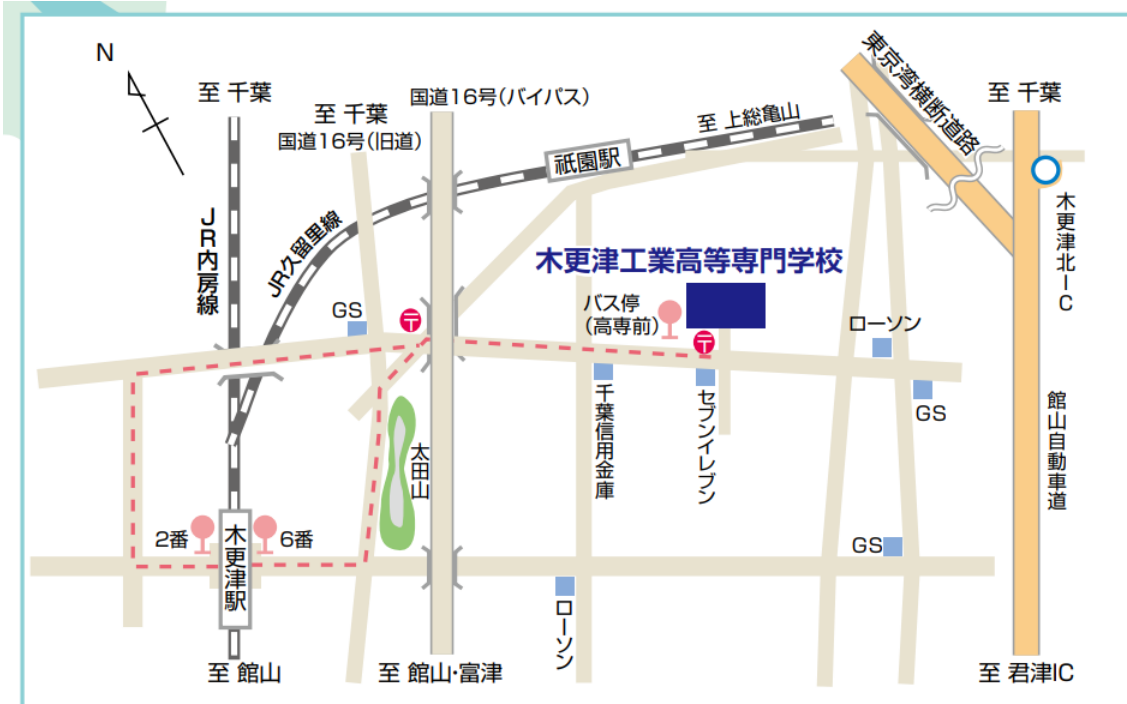 N
至 千葉
至 千葉
国道16号(旧道)
国道16号(バイパス)
至 上総亀山
東京湾横断道路
至 千葉
祇園駅
JR内房線
JR久留里線
木更津北IC
木更津工業高等専門学校
GS
〒
バス停
(高専前)
〒
ローソン
千葉信用金庫
セブンイレブン
GS
館山自動車道
太田山
2番
木更津駅
6番
GS
ローソン
至 館山
至 館山・富津
至 君津IC